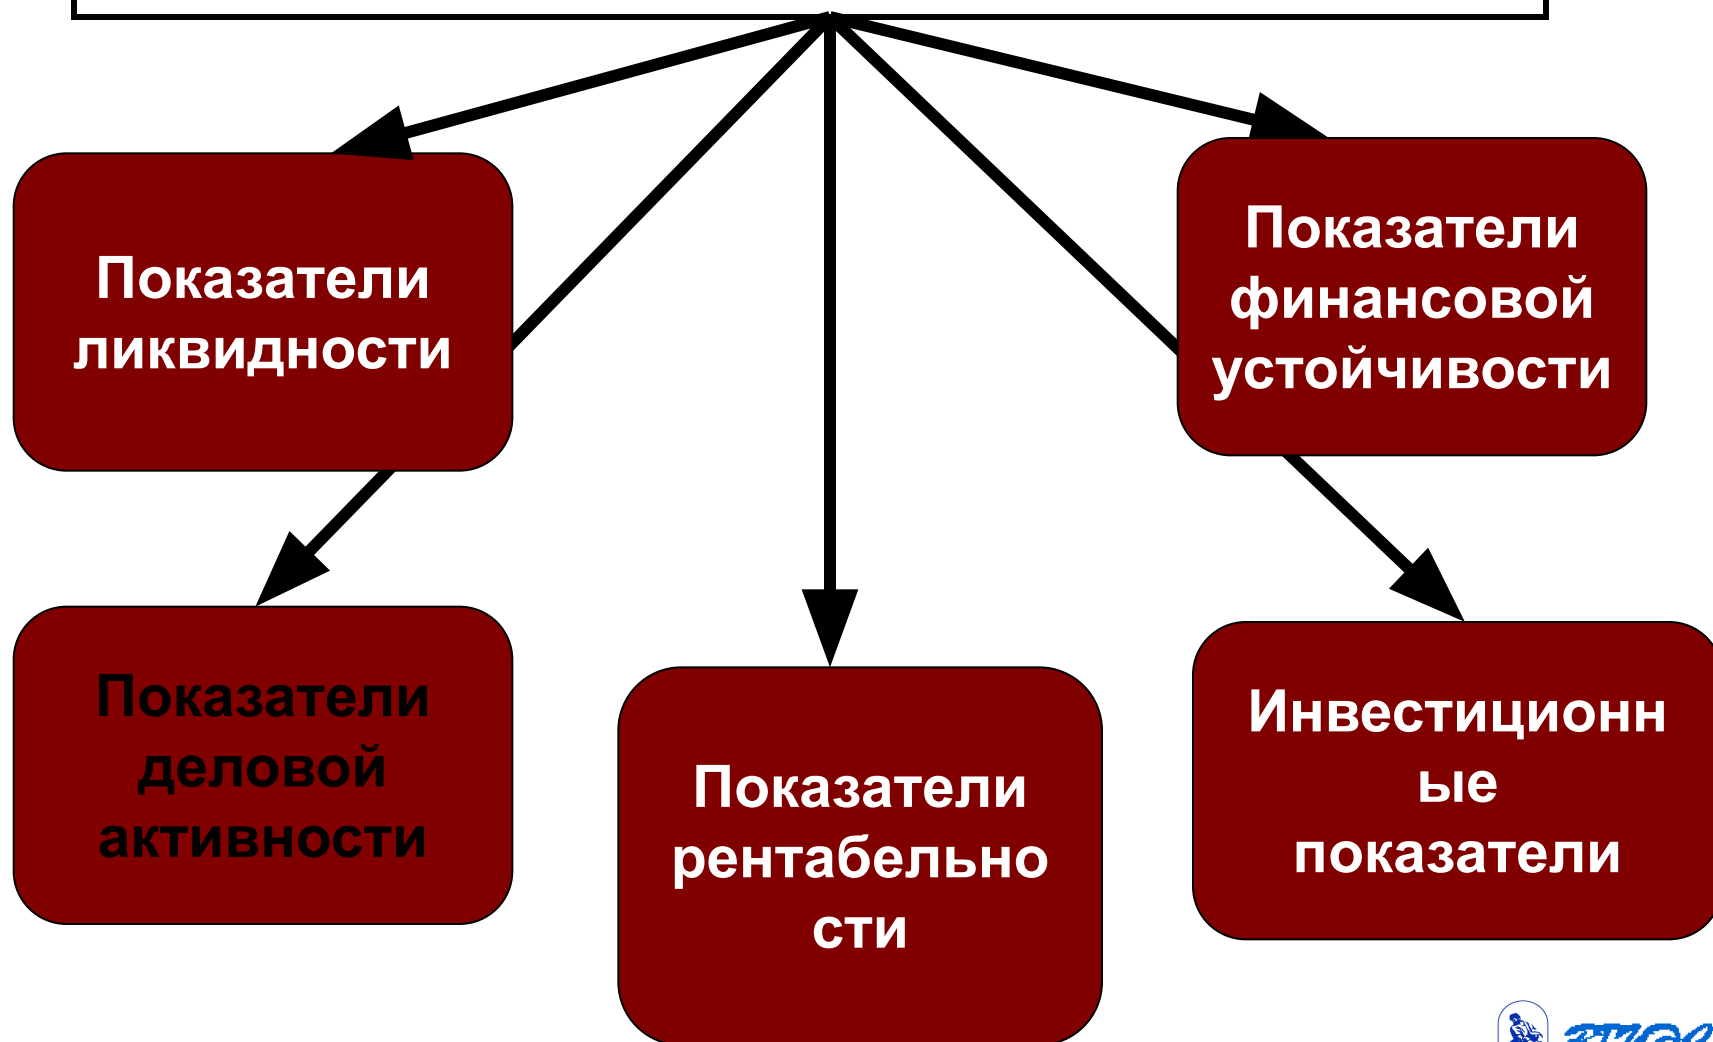 Показатели
ликвидности
Показатели
финансовой
устойчивости
Показатели
деловой
активности
Показатели
рентабельно
сти
Инвестиционн
ые
показатели